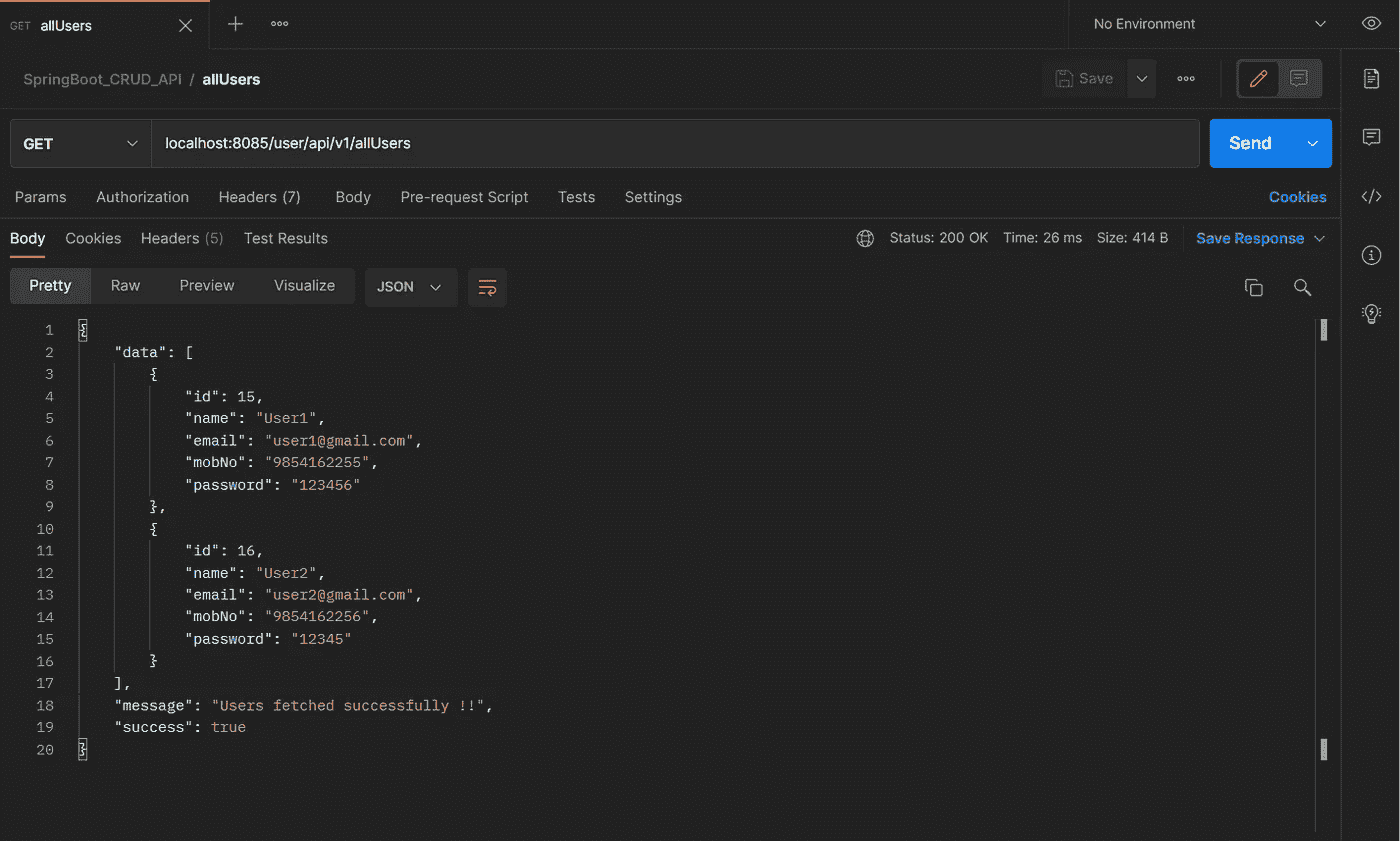 GET allUsers
No Environment
SpringBoot_CRUD_API / allUsers
Save
GET localhost:8085/user/api/v1/allUsers Send
Params Authorization Headers (7) Body Pre-request Script Tests Settings Cookies
Body Cookies Headers (5) Test Results Status: 200 OK Time: 26 ms Size: 414 B Save Response
Pretty Raw Preview Visualize JSON
1 {
2 "data": [
3 {
4 "id": 15,
5 "name": "User1",
6 "email": "user1@gmail.com",
7 "mobNo": "9854162255",
8 "password": "123456"
9 },
10 {
11 "id": 16,
12 "name": "User2",
13 "email": "user2@gmail.com",
14 "mobNo": "9854162256",
15 "password": "12345"
16 }
17 ],
18 "message": "Users fetched successfully !!",
19 "success": true
20 }